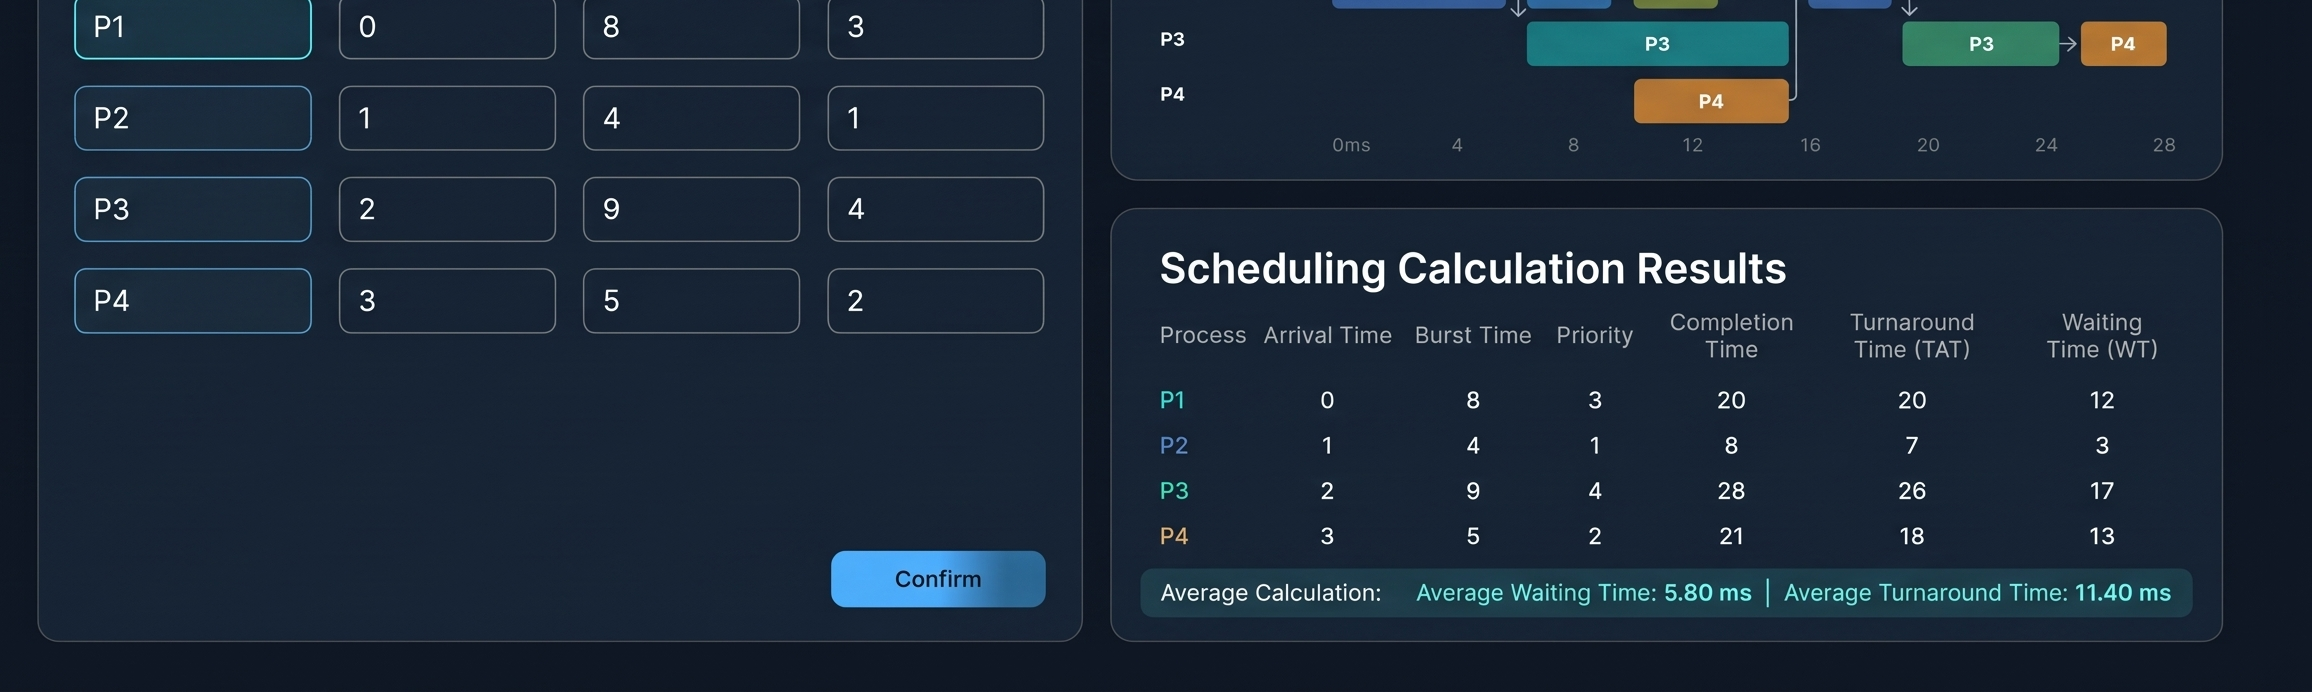 P1 0 8 3
P2 1 4 1
P3 2 9 4
P4 3 5 2
Confirm
P3 P3 P3 P4
P4 P4
0ms 4 8 12 16 20 24 28
Scheduling Calculation Results
Process Arrival Time Burst Time Priority Completion Time Turnaround Time (TAT) Waiting Time (WT)
P1 0 8 3 20 20 12
P2 1 4 1 8 7 3
P3 2 9 4 28 26 17
P4 3 5 2 21 18 13
Average Calculation: Average Waiting Time: 5.80 ms | Average Turnaround Time: 11.40 ms